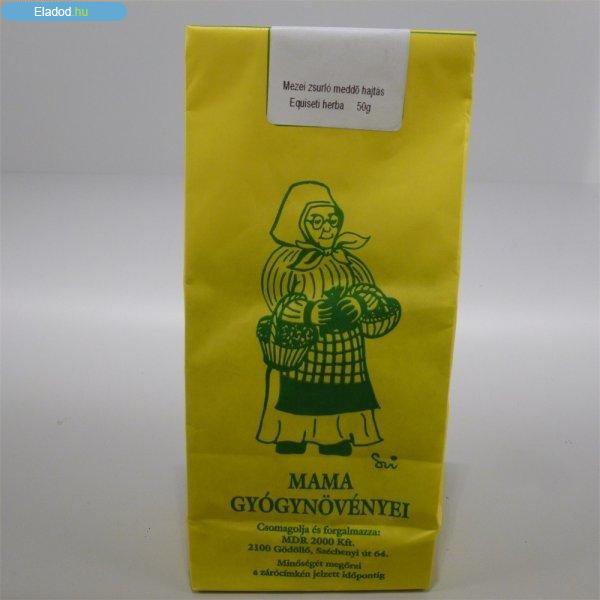 Eladod.hu
Mezei zsurló meddő hajtás
Equiseti herba 50g
Sui
MAMA
GYÓGYNÖVÉNYEI
Csomagolja és forgalmazza:
MDR 2000 Kft.
2100 Gödöllő, Széchenyi út 64.
Minőségét megőrzi
a zárócímkén jelzett időpontig